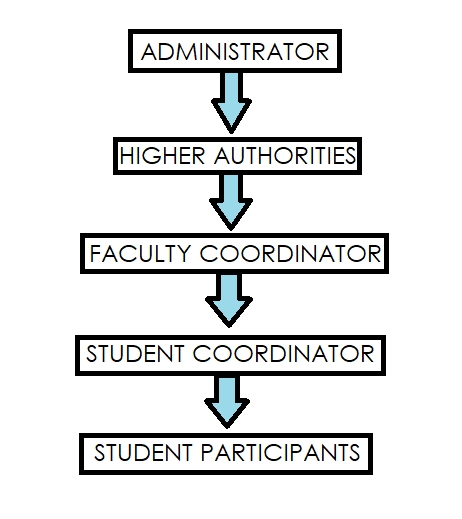 ADMINISTRATOR
HIGHER AUTHORITIES
FACULTY COORDINATOR
STUDENT COORDINATOR
STUDENT PARTICIPANTS